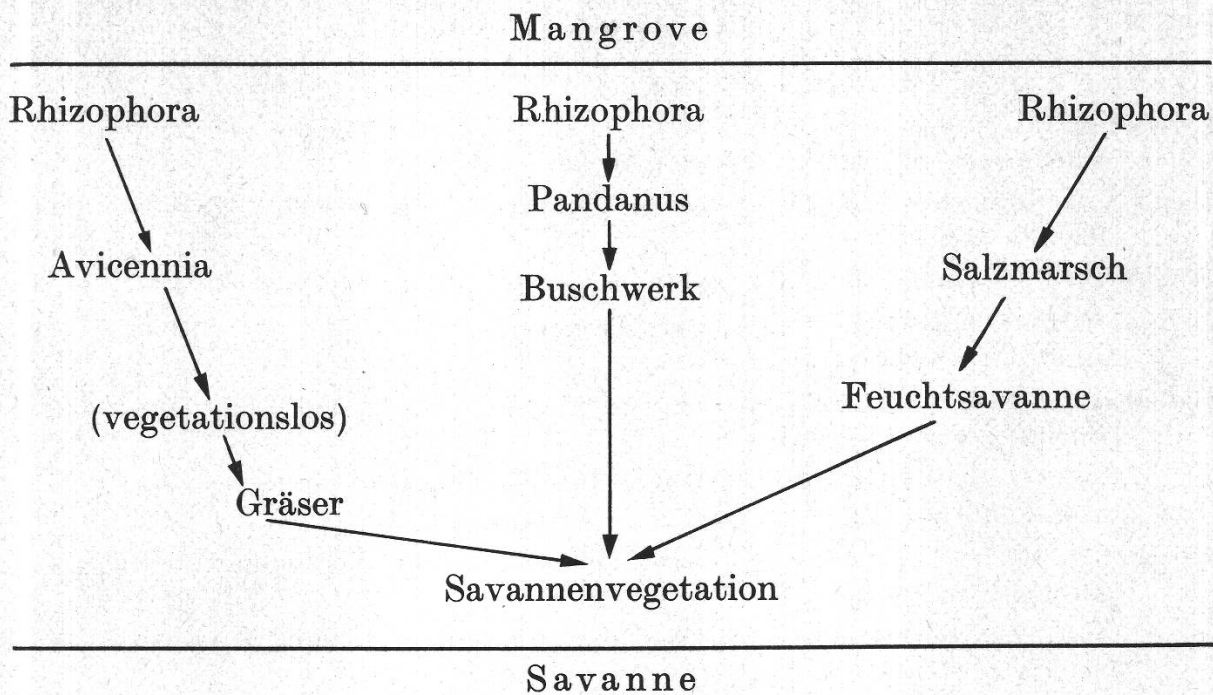 Mangrove
Rhizophora Rhizophora Rhizophora
Pandanus
Avicennia Salzmarsch
Buschwerk
Feuchtsavanne
(vegetationslos)
Gräser
Savannenvegetation
Savanne